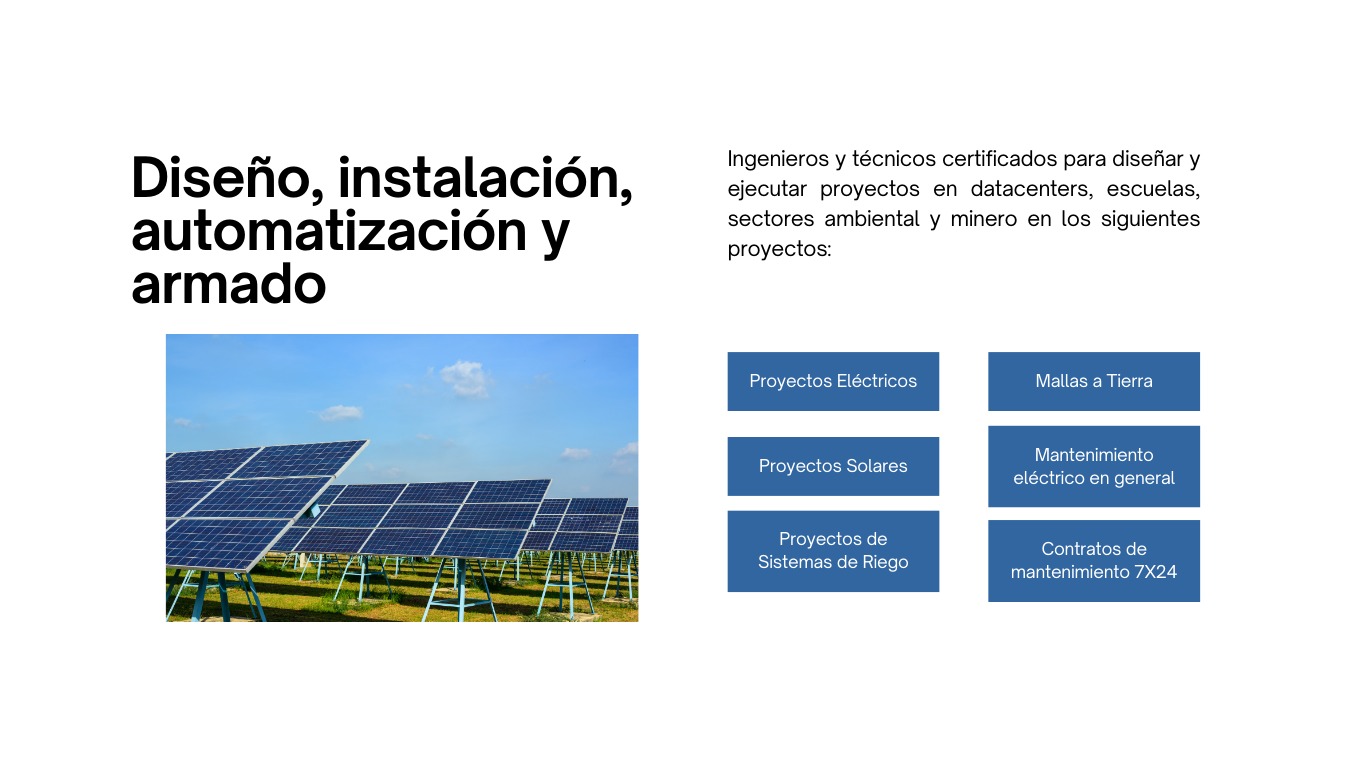 Diseño, instalación,
automatización y
armado
Ingenieros y técnicos certificados para diseñar y
ejecutar proyectos en datacenters, escuelas,
sectores ambiental y minero en los siguientes
proyectos:
Proyectos Eléctricos
Mallas a Tierra
Proyectos Solares
Mantenimiento
eléctrico en general
Proyectos de
Sistemas de Riego
Contratos de
mantenimiento 7X24